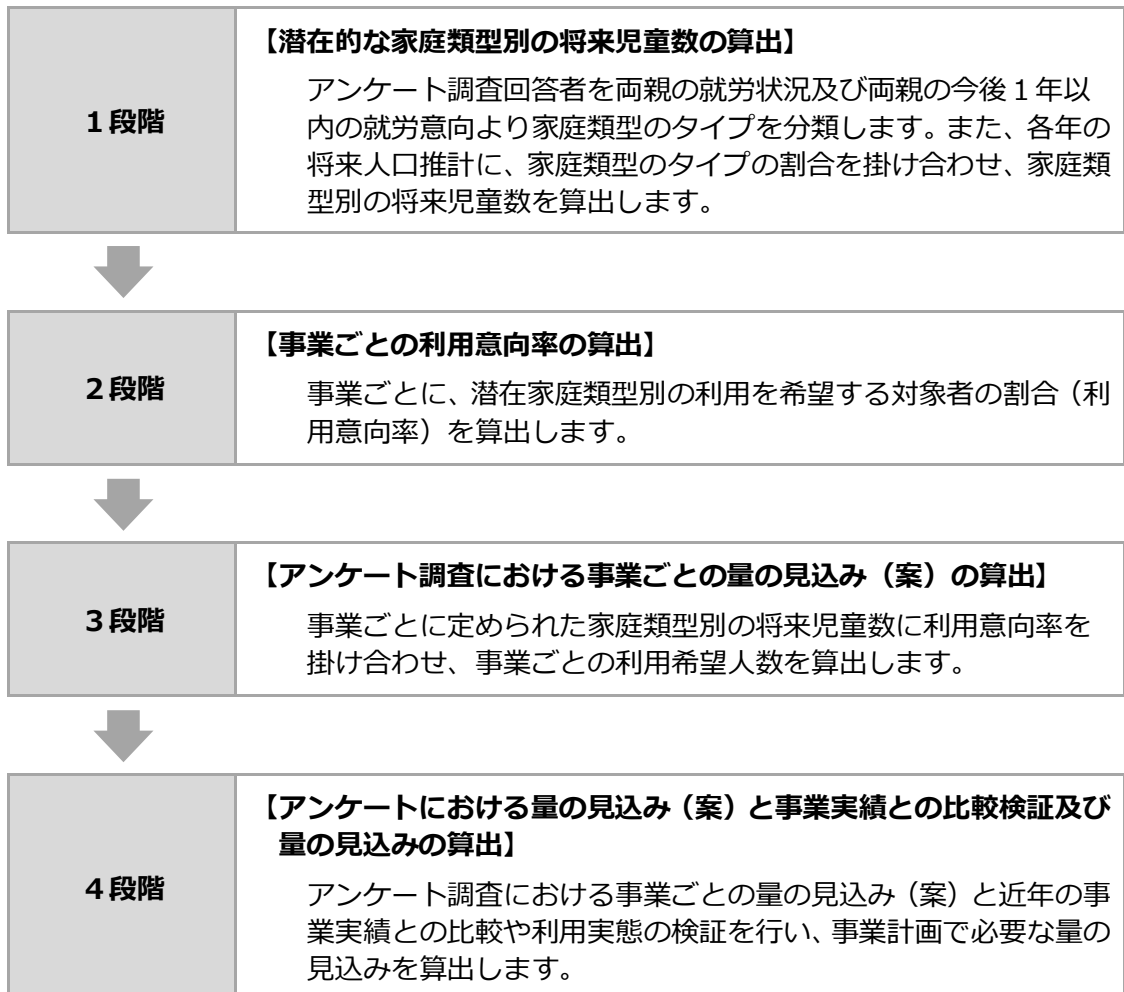 １段階
【潜在的な家庭類型別の将来児童数の算出】
アンケート調査回答者を両親の就労状況及び両親の今後１年以
内の就労意向より家庭類型のタイプを分類します。また、各年の
将来人口推計に、家庭類型のタイプの割合を掛け合わせ、家庭類
型別の将来児童数を算出します。
２段階
【事業ごとの利用意向率の算出】
事業ごとに、潜在家庭類型別の利用を希望する対象者の割合（利
用意向率）を算出します。
３段階
【アンケート調査における事業ごとの量の見込み（案）の算出】
事業ごとに定められた家庭類型別の将来児童数に利用意向率を
掛け合わせ、事業ごとの利用希望人数を算出します。
４段階
【アンケートにおける量の見込み（案）と事業実績との比較検証及び
量の見込みの算出】
アンケート調査における事業ごとの量の見込み（案）と近年の事
業実績との比較や利用実態の検証を行い、事業計画で必要な量の
見込みを算出します。